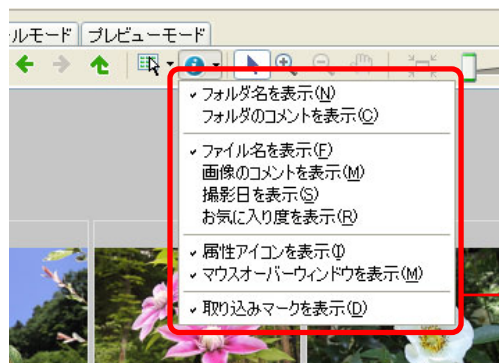 ルモード プレビューモード
フォルダ名を表示(N)
フォルダのコメントを表示(C)
ファイル名を表示(F)
画像のコメントを表示(M)
撮影日を表示(S)
お気に入り度を表示(R)
属性アイコンを表示(I)
マウスオーバーウィンドウを表示(M)
取り込みマークを表示(D)